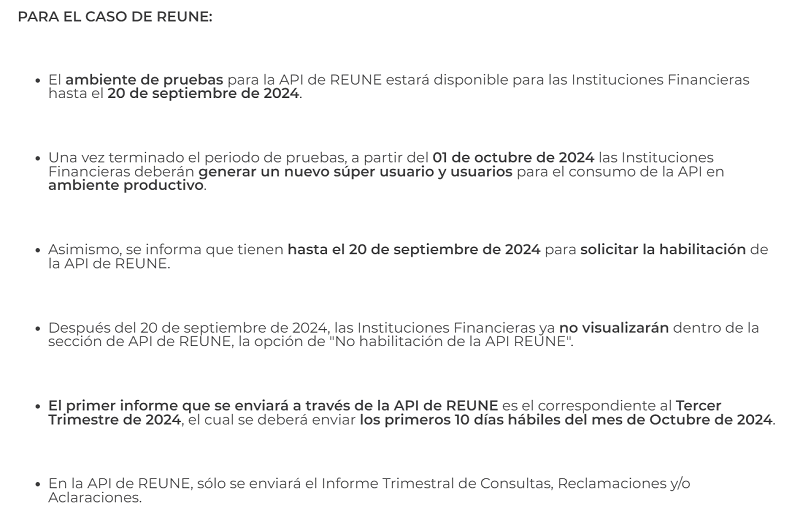 PARA EL CASO DE REUNE:
• El ambiente de pruebas para la API de REUNE estará disponible para las Instituciones Financieras
hasta el 20 de septiembre de 2024.
• Una vez terminado el periodo de pruebas, a partir del 01 de octubre de 2024 las Instituciones
Financieras deberán generar un nuevo súper usuario y usuarios para el consumo de la API en
ambiente productivo.
• Asimismo, se informa que tienen hasta el 20 de septiembre de 2024 para solicitar la habilitación de
la API de REUNE.
• Después del 20 de septiembre de 2024, las Instituciones Financieras ya no visualizarán dentro de la
sección de API de REUNE, la opción de "No habilitación de la API REUNE".
• El primer informe que se enviará a través de la API de REUNE es el correspondiente al Tercer
Trimestre de 2024, el cual se deberá enviar los primeros 10 días hábiles del mes de Octubre de 2024.
• En la API de REUNE, sólo se enviará el Informe Trimestral de Consultas, Reclamaciones y/o
Aclaraciones.